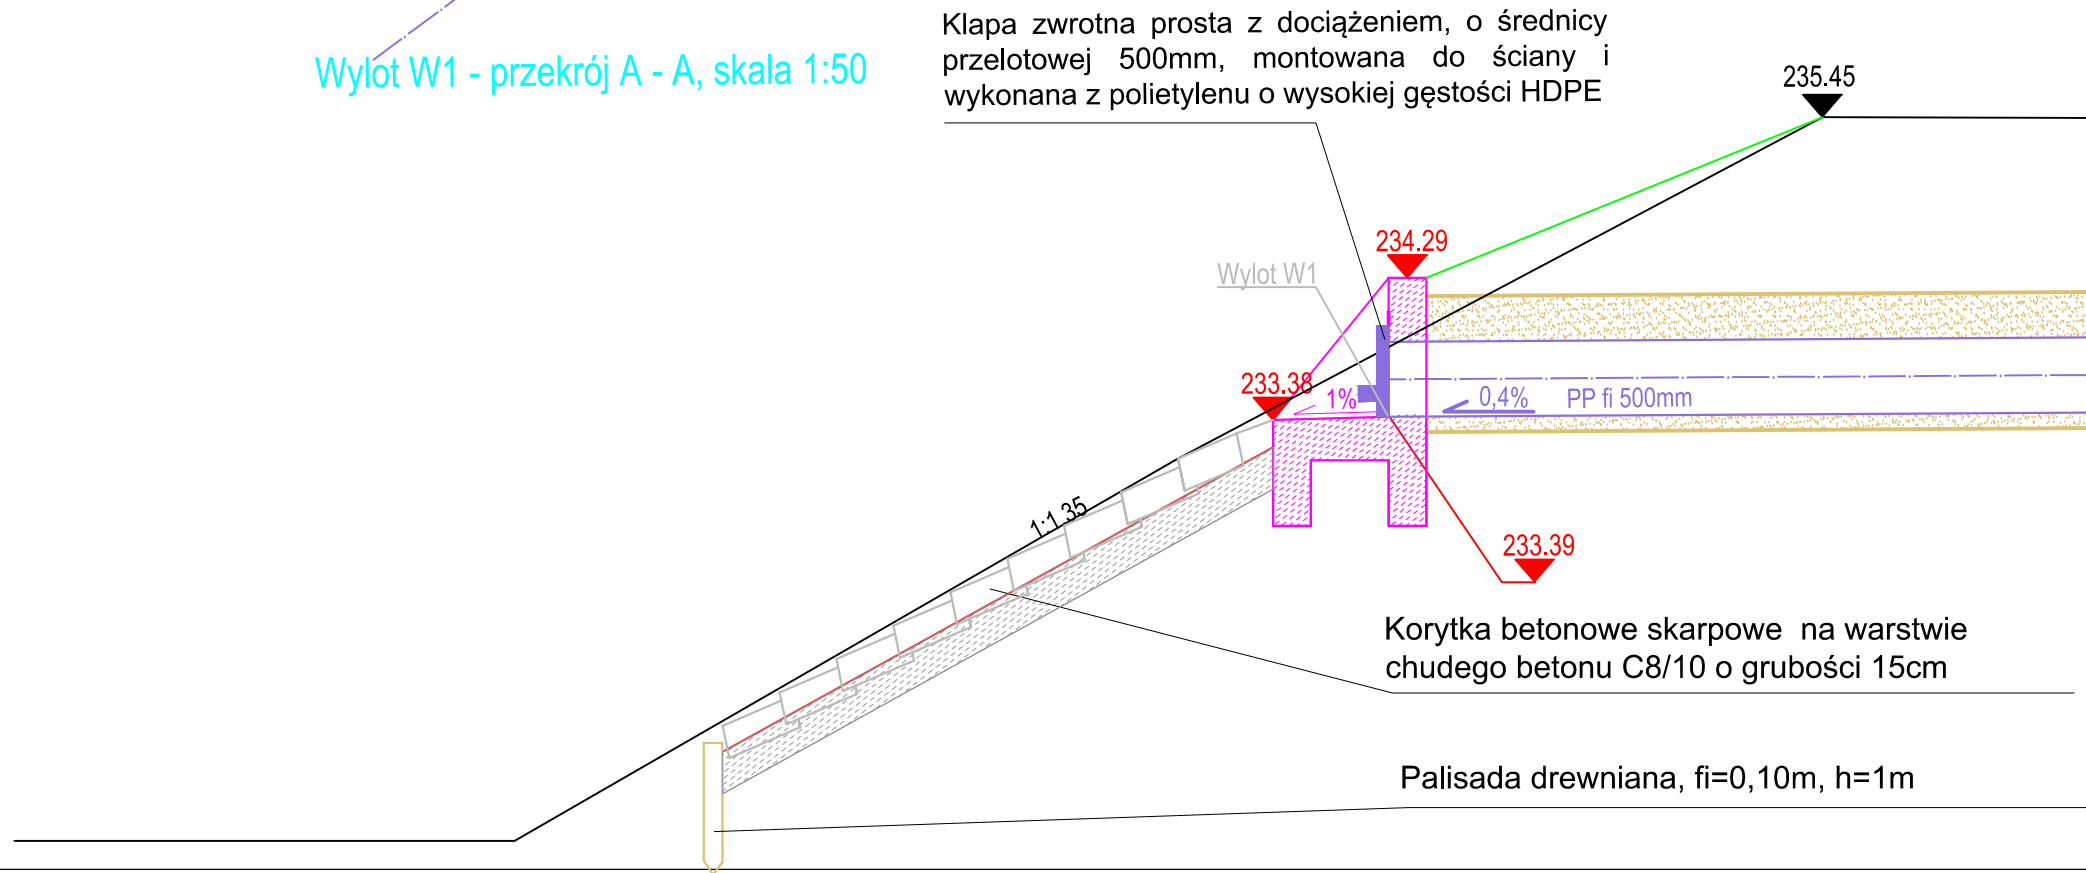 Klapa zwrotna prosta z dociążeniem, o średnicy
przelotowej 500mm, montowana do ściany i
wykonana z polietylenu o wysokiej gęstości HDPE
Wylot W1 - przekrój A - A, skala 1:50
235.45
234.29
Wylot W1
233.38
1%
0,4%
PP fi 500mm
1:1.35
233.39
Korytka betonowe skarpowe na warstwie
chudego betonu C8/10 o grubości 15cm
Palisada drewniana, fi=0,10m, h=1m